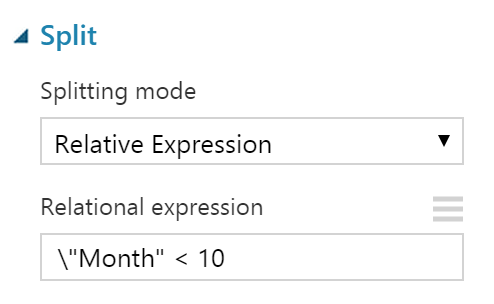 Split
Splitting mode
Relative Expression
Relational expression
\"Month" < 10